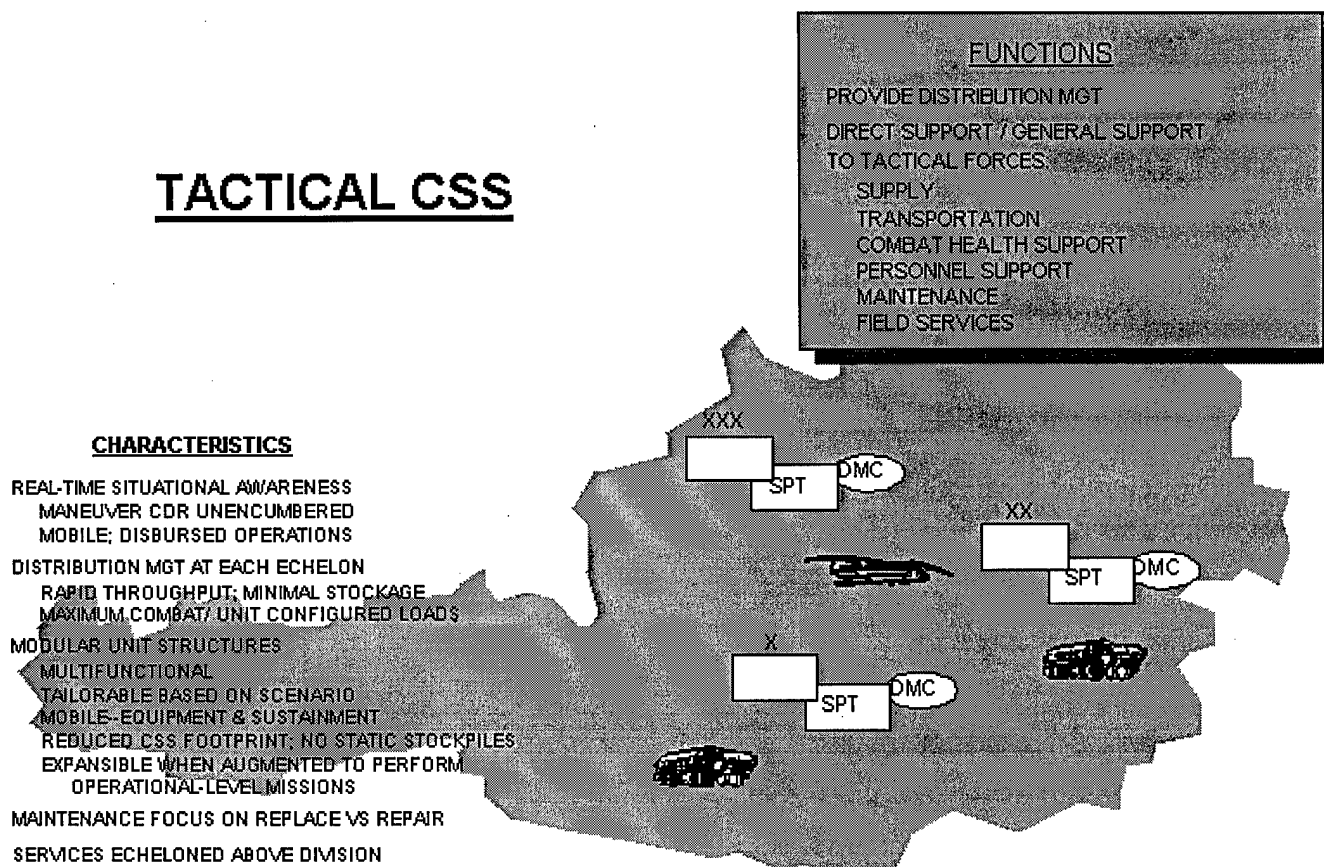 FUNCTIONS
PROVIDE DISTRIBUTION MGT
DIRECT SUPPORT / GENERAL SUPPORT
TO TACTICAL FORCES:
SUPPLY
TRANSPORTATION
COMBAT HEALTH SUPPORT
PERSONNEL SUPPORT
MAINTENANCE
FIELD SERVICES
TACTICAL CSS
CHARACTERISTICS
REAL-TIME SITUATIONAL AWARENESS
MANEUVER CDR UNENCUMBERED
MOBILE; DISBURSED OPERATIONS
DISTRIBUTION MGT AT EACH ECHELON
RAPID THROUGHPUT; MINIMAL STOCKAGE
MAXIMUM COMBAT/ UNIT CONFIGURED LOADS
MODULAR UNIT STRUCTURES
MULTIFUNCTIONAL
TAILORABLE BASED ON SCENARIO
MOBILE--EQUIPMENT & SUSTAINMENT
REDUCED CSS FOOTPRINT; NO STATIC STOCKPILES
EXPANSIBLE WHEN AUGMENTED TO PERFORM
OPERATIONAL-LEVEL MISSIONS
MAINTENANCE FOCUS ON REPLACE VS REPAIR
SERVICES ECHELONED ABOVE DIVISION
XXX
SPT
DMC
XX
SPT
DMC
X
SPT
DMC